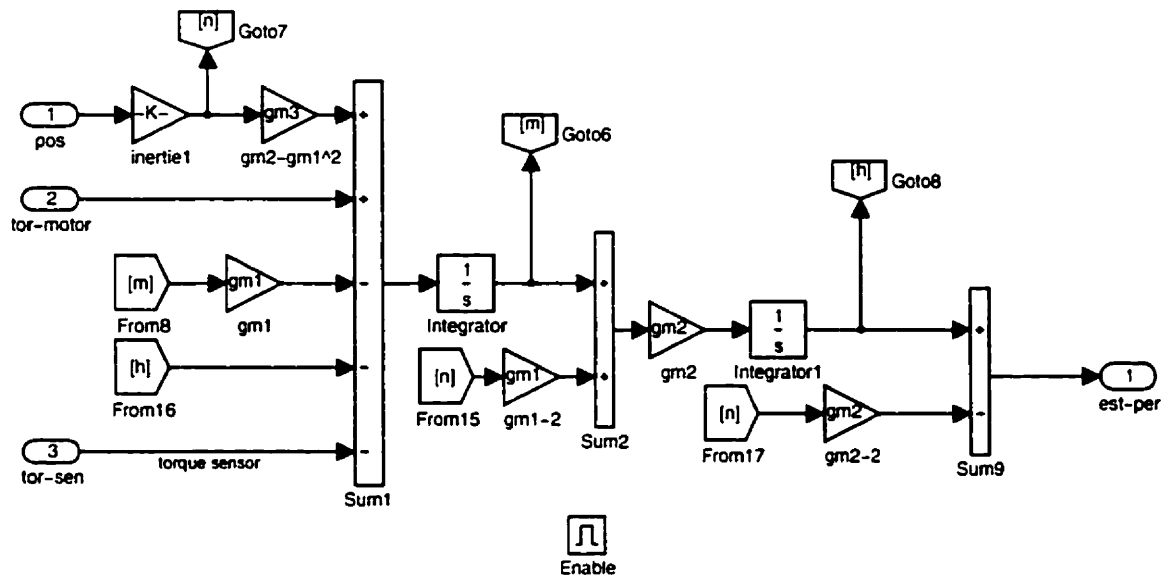 [n]
Goto7
1
pos
-K-
inertie1
gm3
gm2-gm1^2
+
[m]
Goto6
2
tor-motor
+
[h]
Goto8
[m]
From8
gm1
gm1
-
1
s
Integrator
+
[h]
From16
-
[n]
From15
gm1
gm1-2
+
Sum2
gm2
gm2
1
s
Integrator1
+
[n]
From17
gm2
gm2-2
-
Sum9
1
est-per
3
tor-sen
torque sensor
-
Sum1
Enable